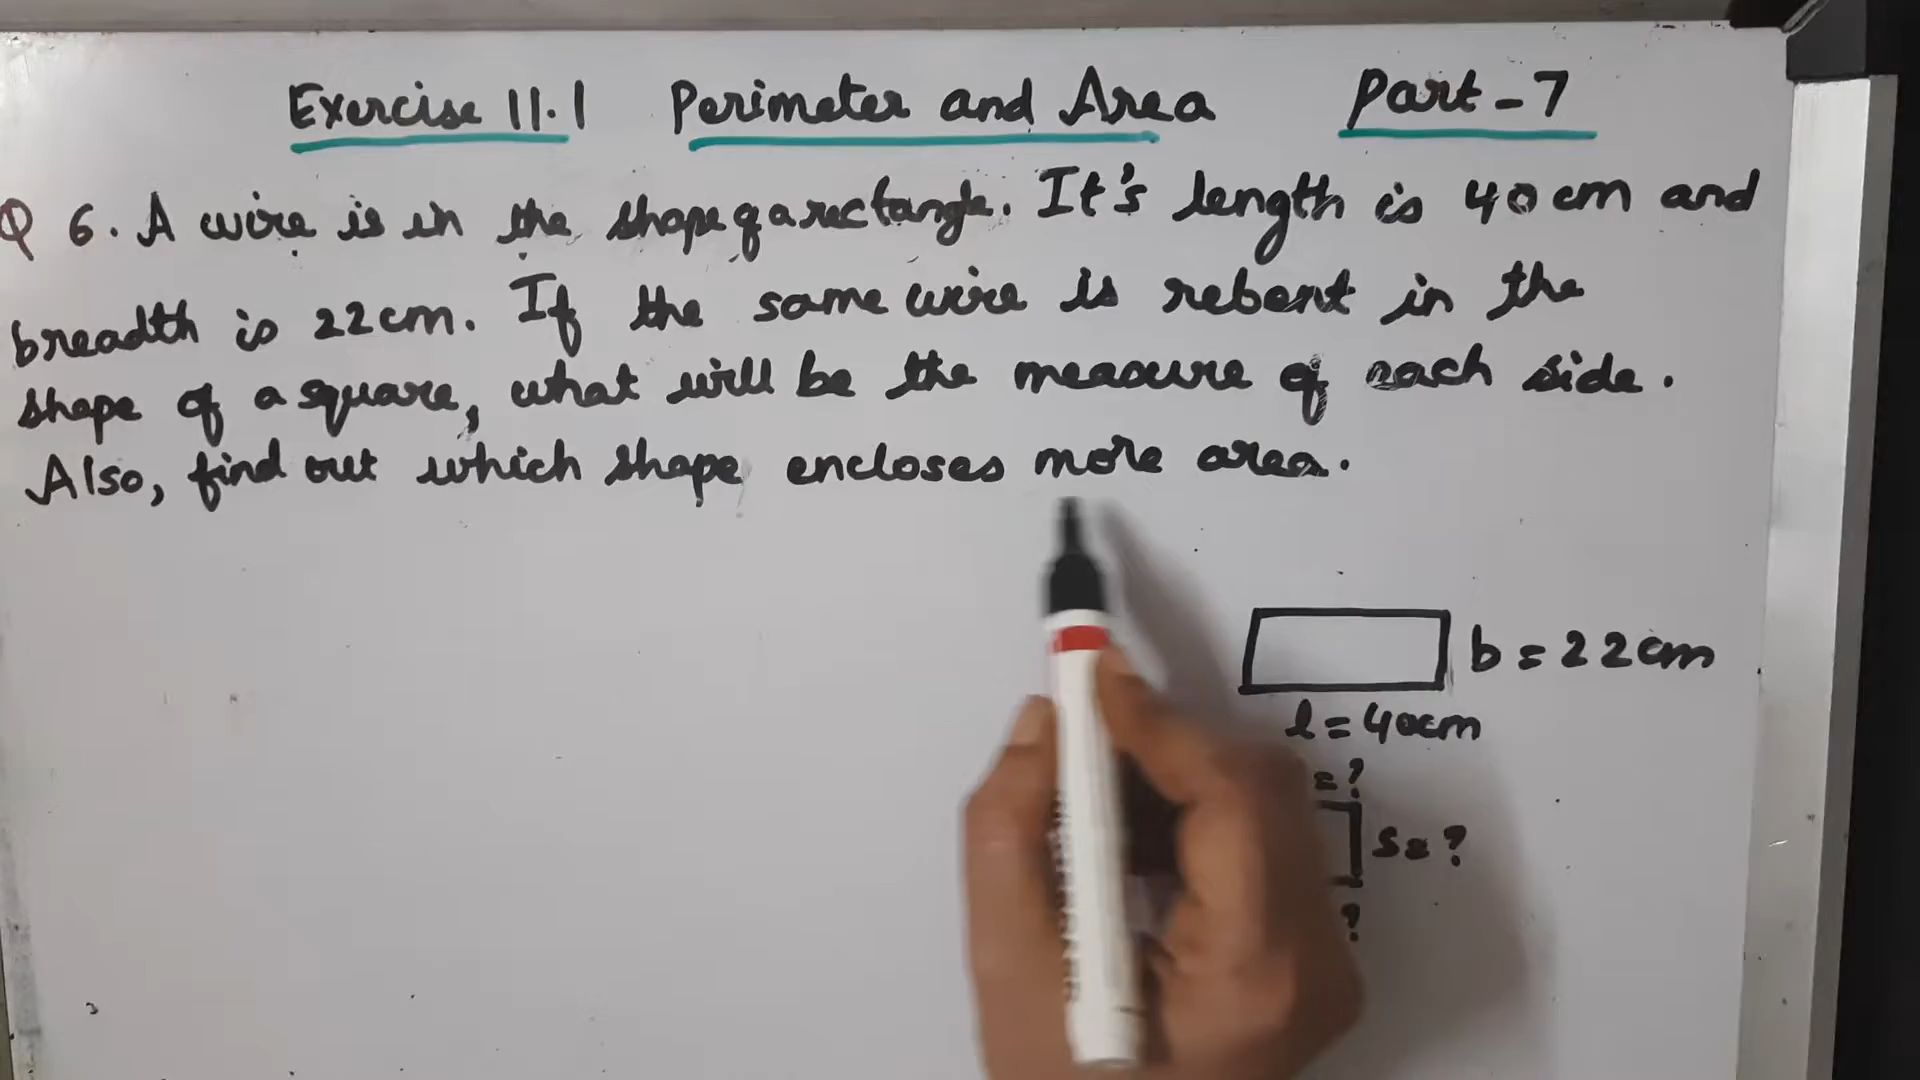 Exercise 11.1 Perimeter and Area Part-7
Q 6. A wire is in the shape of a rectangle. It's length is 40 cm and
breadth is 22cm. If the same wire is rebent in the
shape of a square, what will be the measure of each side.
Also, find out which shape encloses more area.
b = 22cm
l = 40cm
= ?
s = ?
?